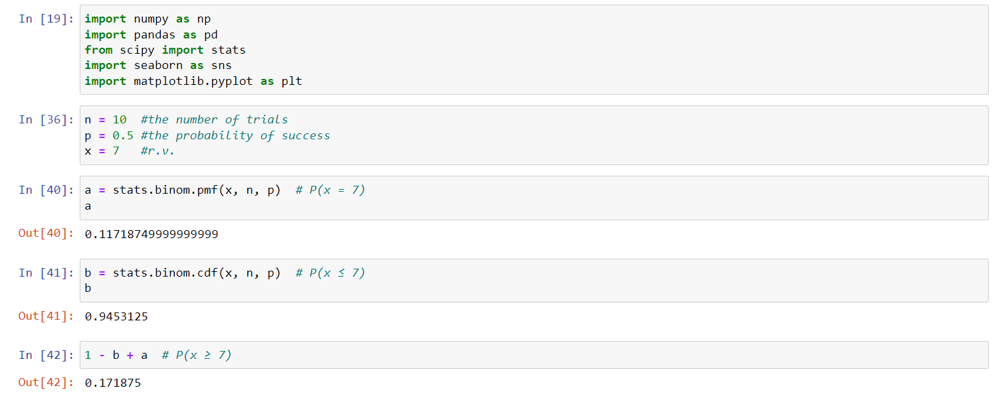 In [19]: import numpy as np
import pandas as pd
from scipy import stats
import seaborn as sns
import matplotlib.pyplot as plt
In [36]: n = 10  #the number of trials
p = 0.5 #the probability of success
x = 7   #r.v.
In [40]: a = stats.binom.pmf(x, n, p)  # P(x = 7)
a
Out[40]: 0.11718749999999999
In [41]: b = stats.binom.cdf(x, n, p)  # P(x ≤ 7)
b
Out[41]: 0.9453125
In [42]: 1 - b + a  # P(x ≥ 7)
Out[42]: 0.171875